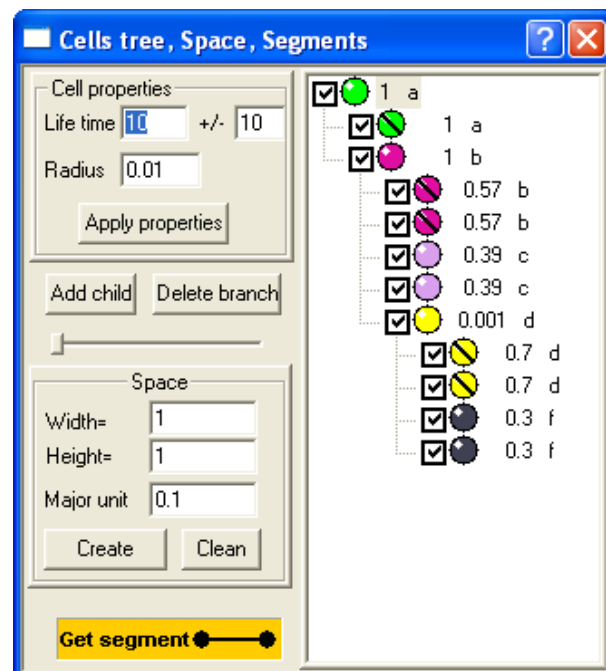 Cells tree, Space, Segments
Cell properties
Life time 10 +/- 10
Radius 0.01
Apply properties
Add child Delete branch
Space
Width= 1
Height= 1
Major unit 0.1
Create Clean
Get segment
1 a
1 a
1 b
0.57 b
0.57 b
0.39 c
0.39 c
0.001 d
0.7 d
0.7 d
0.3 f
0.3 f